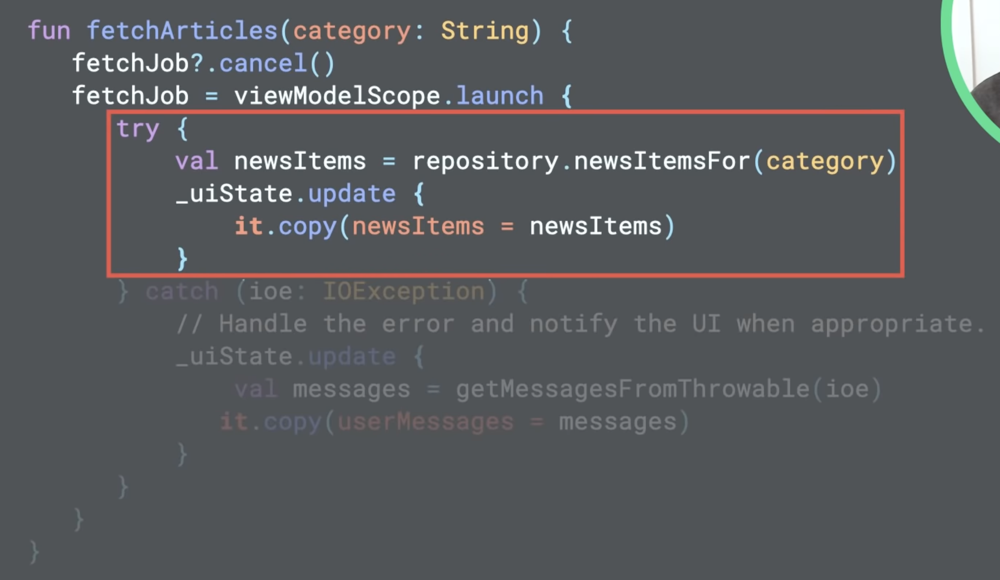 fun fetchArticles(category: String) {
fetchJob?.cancel()
fetchJob = viewModelScope.launch {
try {
val newsItems = repository.newsItemsFor(category)
_uiState.update {
it.copy(newsItems = newsItems)
}
} catch (ioe: IOException) {
// Handle the error and notify the UI when appropriate.
_uiState.update {
val messages = getMessagesFromThrowable(ioe)
it.copy(userMessages = messages)
}
}
}
}